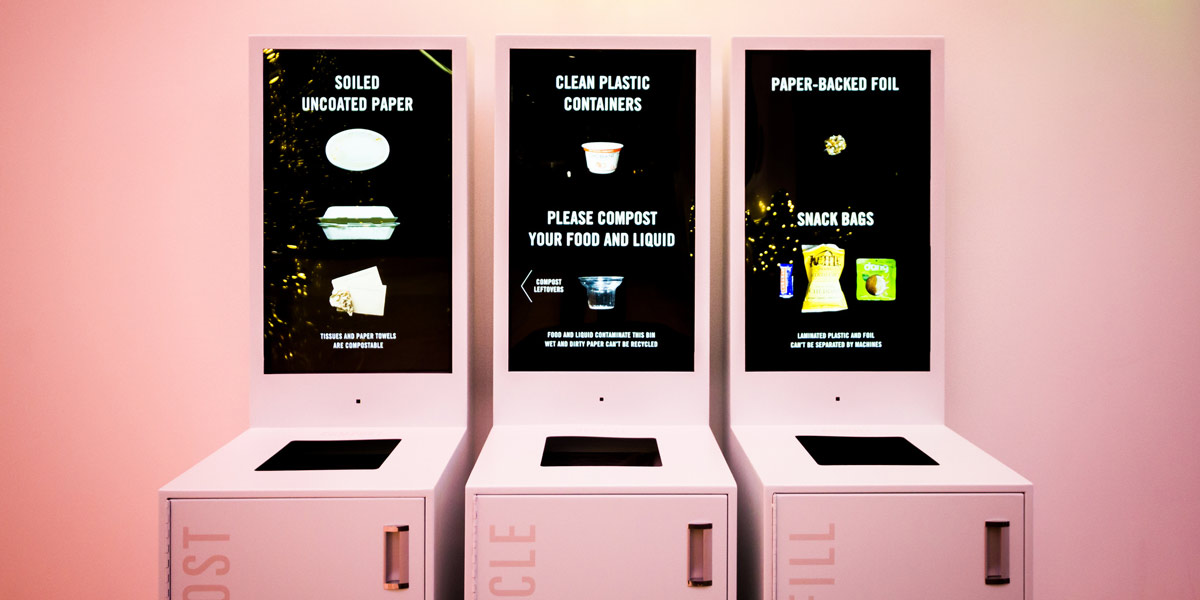 SOILED
UNCOATED PAPER
TISSUES AND PAPER TOWELS
ARE COMPOSTABLE
OST
CLEAN PLASTIC
CONTAINERS
PLEASE COMPOST
YOUR FOOD AND LIQUID
COMPOST
LEFTOVERS
FOOD AND LIQUID CONTAMINATE THIS BIN
WET AND DIRTY PAPER CAN'T BE RECYCLED
CLE
PAPER-BACKED FOIL
SNACK BAGS
LAMINATED PLASTIC AND FOIL
CAN'T BE SEPARATED BY MACHINES
FILL